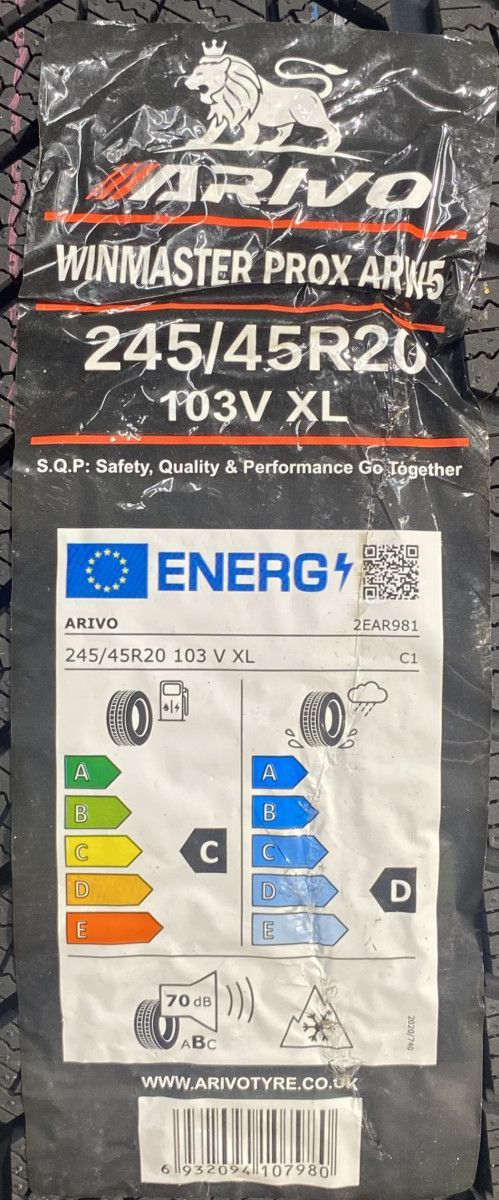 ARIVO
WINMASTER PROX ARW5
245/45R20
103V XL
S.Q.P: Safety, Quality & Performance Go Together
ENERG
ARIVO 2EAR981
245/45R20 103 V XL C1
A A
B B
C C C
D D D
E E
70 dB
ABC
2020/740
WWW.ARIVOTYRE.CO.UK
6 932094 107980